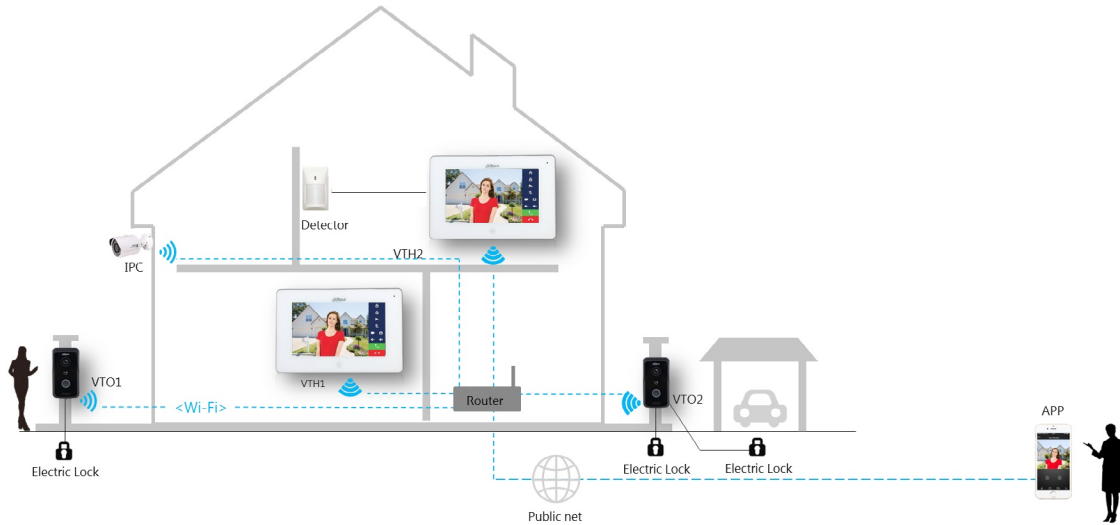 Detector
VTH2
IPC
VTH1
VTO1
<Wi-Fi>
Router
VTO2
APP
Electric Lock
Electric Lock
Electric Lock
Public net